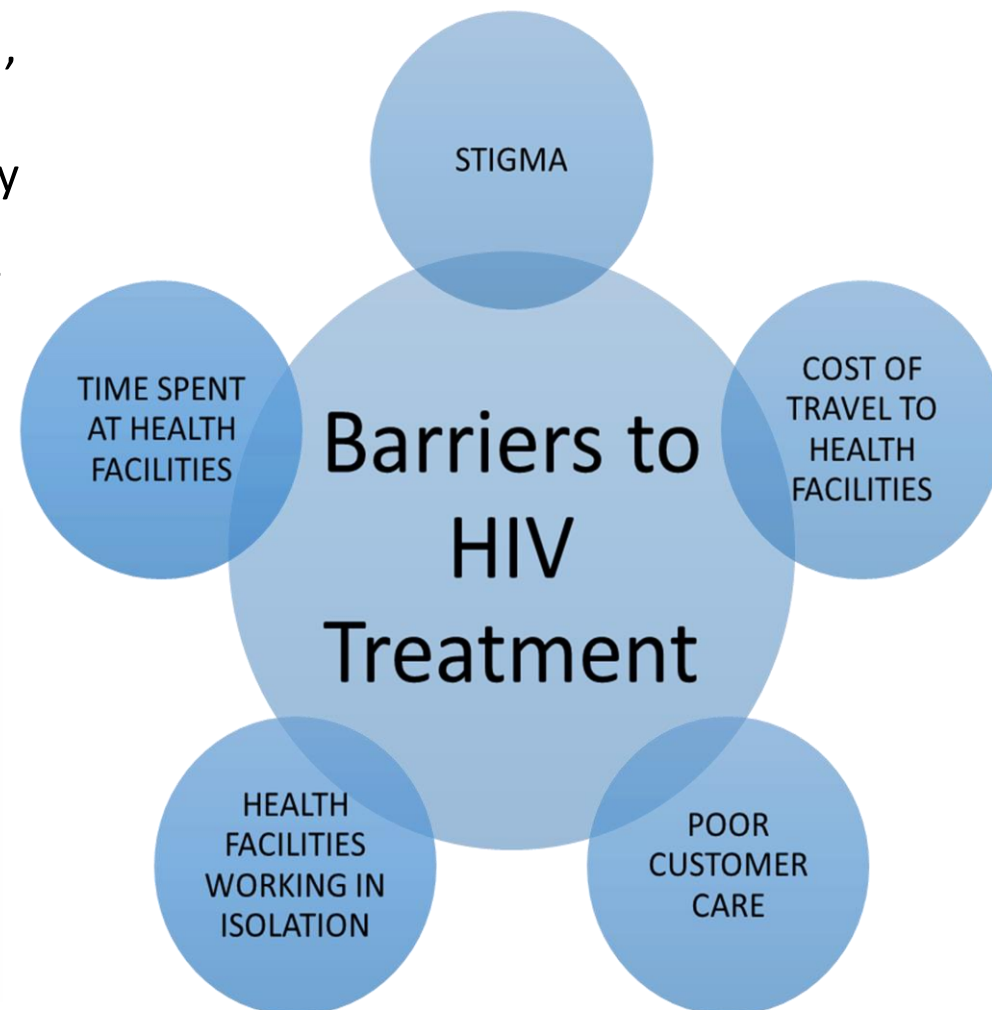 ,
y
STIGMA
COST OF
TRAVEL TO
HEALTH
FACILITIES
TIME SPENT
AT HEALTH
FACILITIES
Barriers to
HIV
Treatment
HEALTH
FACILITIES
WORKING IN
ISOLATION
POOR
CUSTOMER
CARE